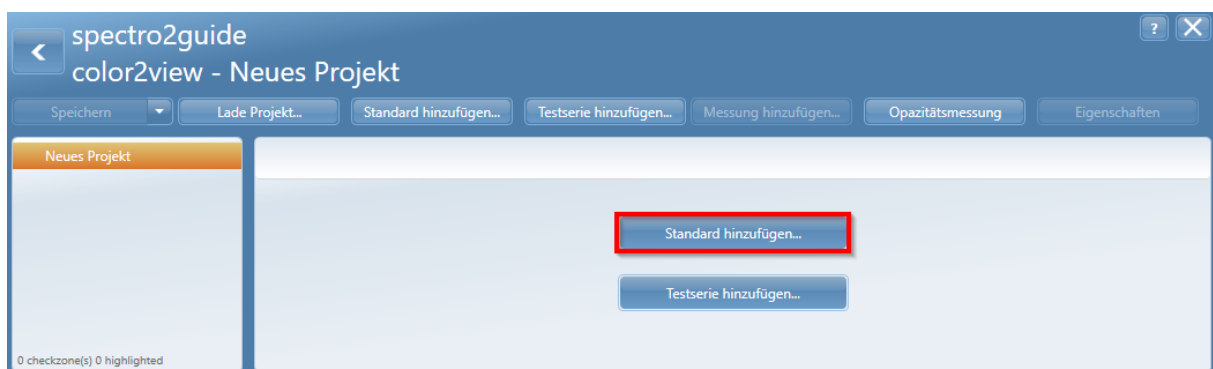 spectro2guide
color2view - Neues Projekt
?
Speichern
Lade Projekt...
Standard hinzufügen...
Testserie hinzufügen...
Messung hinzufügen...
Opazitätsmessung
Eigenschaften
Neues Projekt
Standard hinzufügen...
Testserie hinzufügen...
0 checkzone(s) 0 highlighted